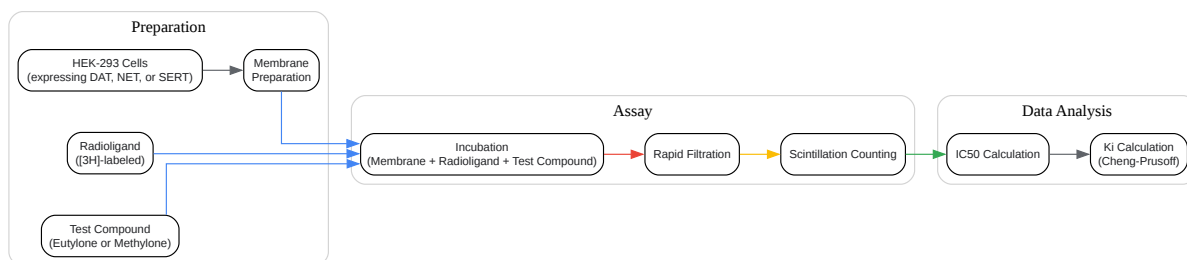 Preparation
HEK-293 Cells
(expressing DAT, NET, or SERT)
Membrane
Preparation
Radioligand
([3H]-labeled)
Test Compound
(Eutylone or Methylone)
Assay
Incubation
(Membrane + Radioligand + Test Compound)
Rapid Filtration
Scintillation Counting
Data Analysis
IC50 Calculation
Ki Calculation
(Cheng-Prusoff)